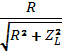 R
√R² + Z_L²